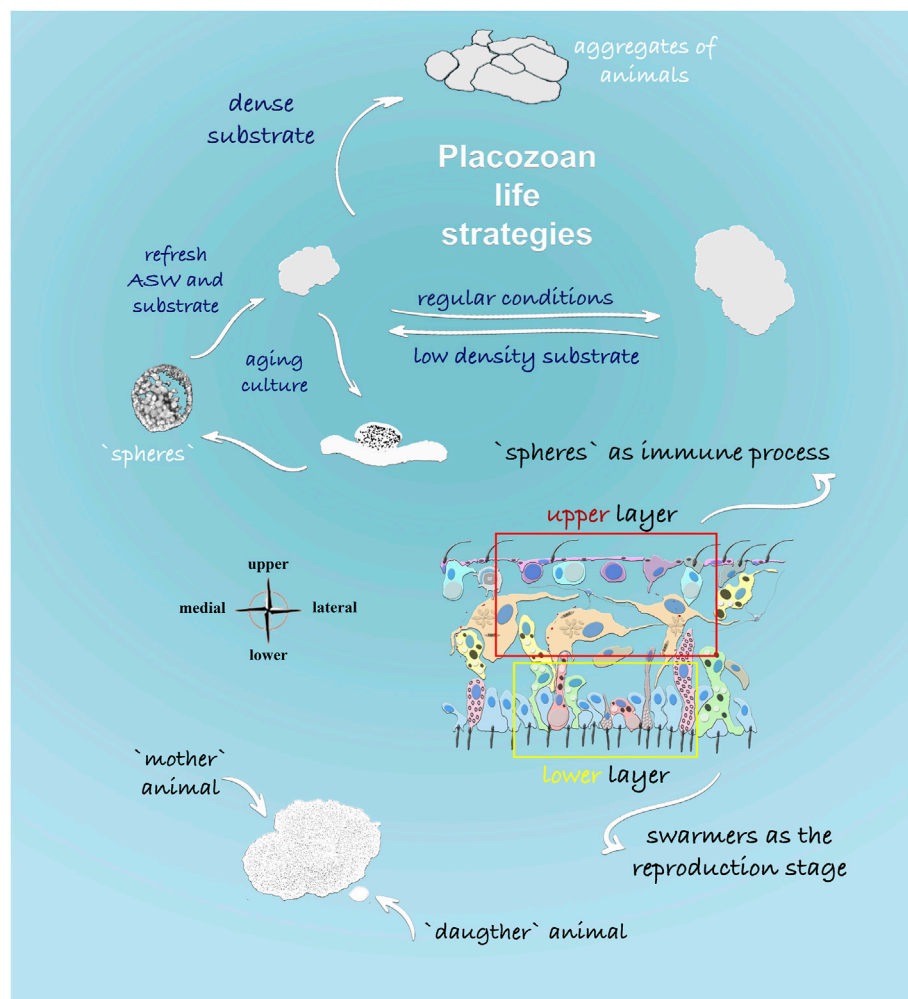 aggregates of
animals
dense
substrate
Placozoan
life
strategies
refresh
ASW and
substrate
regular conditions
low density substrate
aging
culture
`spheres`
`spheres` as immune process
upper layer
upper
medial
lateral
lower
lower layer
`mother`
animal
swarmers as the
reproduction stage
`daugther` animal